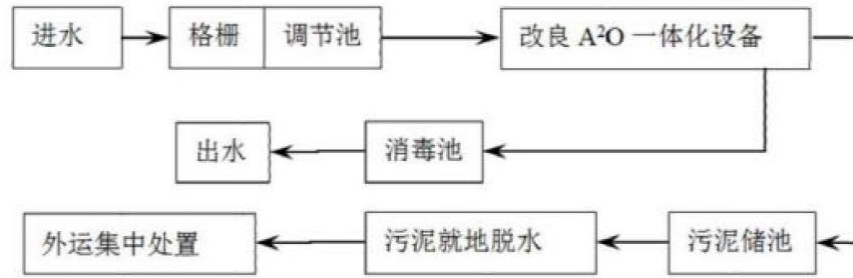 进水
格栅
调节池
改良 A²O 一体化设备
出水
消毒池
外运集中处置
污泥就地脱水
污泥储池